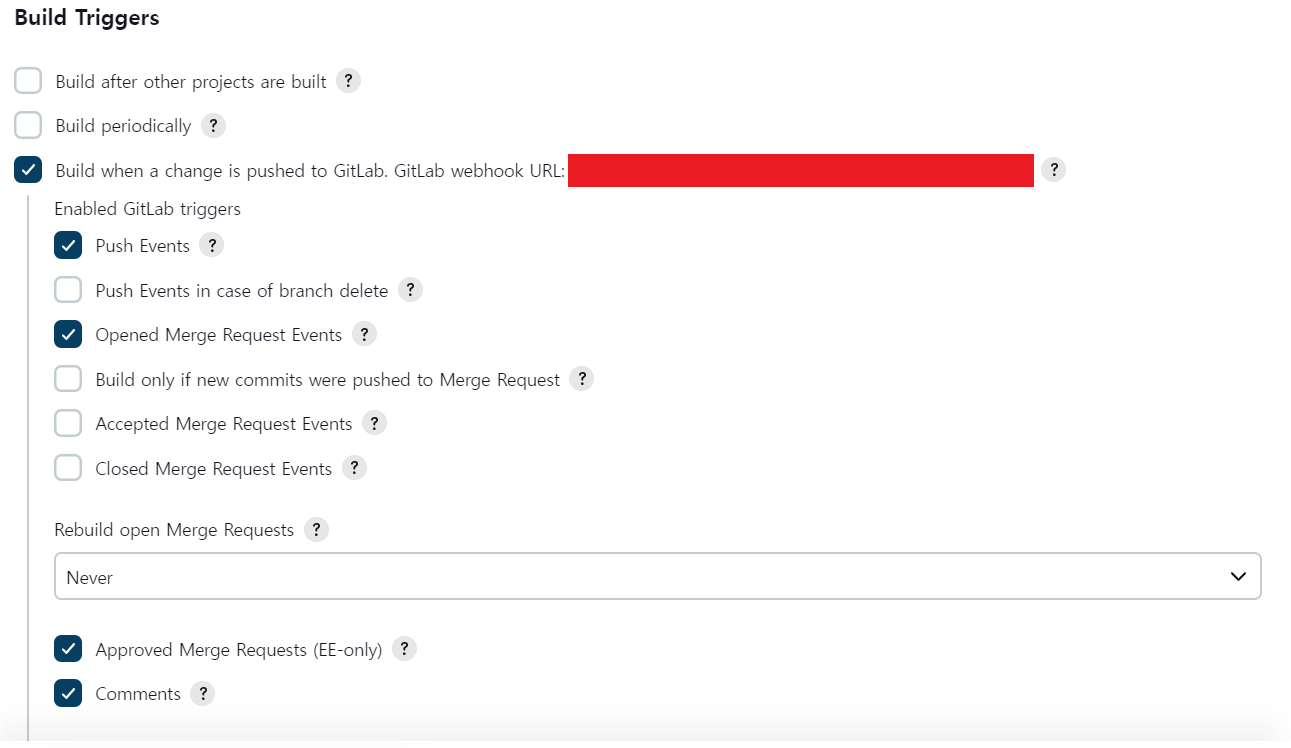 Build Triggers
Build after other projects are built ?
Build periodically ?
Build when a change is pushed to GitLab. GitLab webhook URL: ?
Enabled GitLab triggers
Push Events ?
Push Events in case of branch delete ?
Opened Merge Request Events ?
Build only if new commits were pushed to Merge Request ?
Accepted Merge Request Events ?
Closed Merge Request Events ?
Rebuild open Merge Requests ?
Never
Approved Merge Requests (EE-only) ?
Comments ?